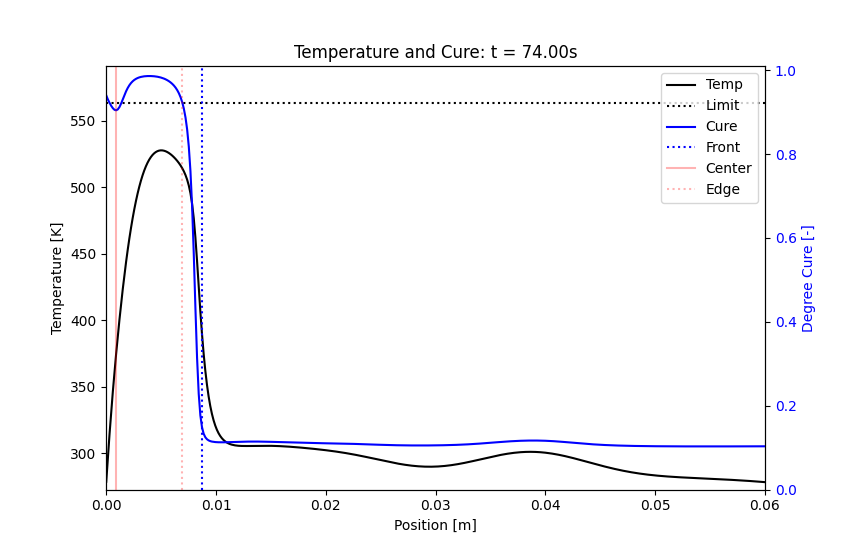 Temperature and Cure: t = 74.00s
Temperature [K]
550
500
450
400
350
300
Temp
Limit
Cure
Front
Center
Edge
1.0
0.8
0.6
0.4
0.2
0.0
Degree Cure [-]
0.00 0.01 0.02 0.03 0.04 0.05 0.06
Position [m]